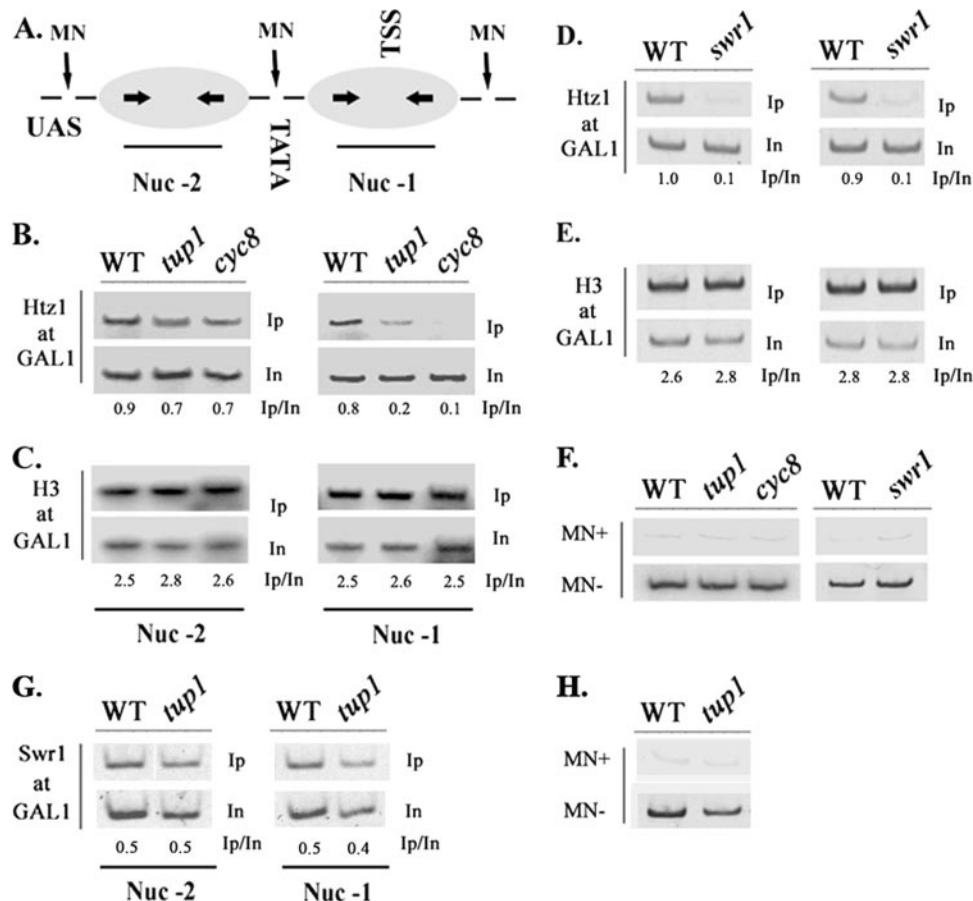 A.
MN
MN
TSS
MN
UAS
TATA
Nuc -2
Nuc -1
B.
WT tup1 cyc8
WT tup1 cyc8
Htz1
at
GAL1
Ip
Ip
In
In
0.9 0.7 0.7 Ip/In
0.8 0.2 0.1 Ip/In
C.
H3
at
GAL1
Ip
Ip
In
In
2.5 2.8 2.6 Ip/In
2.5 2.6 2.5 Ip/In
Nuc -2
Nuc -1
D.
WT swr1
WT swr1
Htz1
at
GAL1
Ip
Ip
In
In
1.0 0.1 Ip/In
0.9 0.1 Ip/In
E.
H3
at
GAL1
Ip
Ip
In
In
2.6 2.8 Ip/In
2.8 2.8 Ip/In
F.
WT tup1 cyc8
WT swr1
MN+
MN-
G.
WT tup1
WT tup1
Swr1
at
GAL1
Ip
Ip
In
In
0.5 0.5 Ip/In
0.5 0.4 Ip/In
Nuc -2
Nuc -1
H.
WT tup1
MN+
MN-